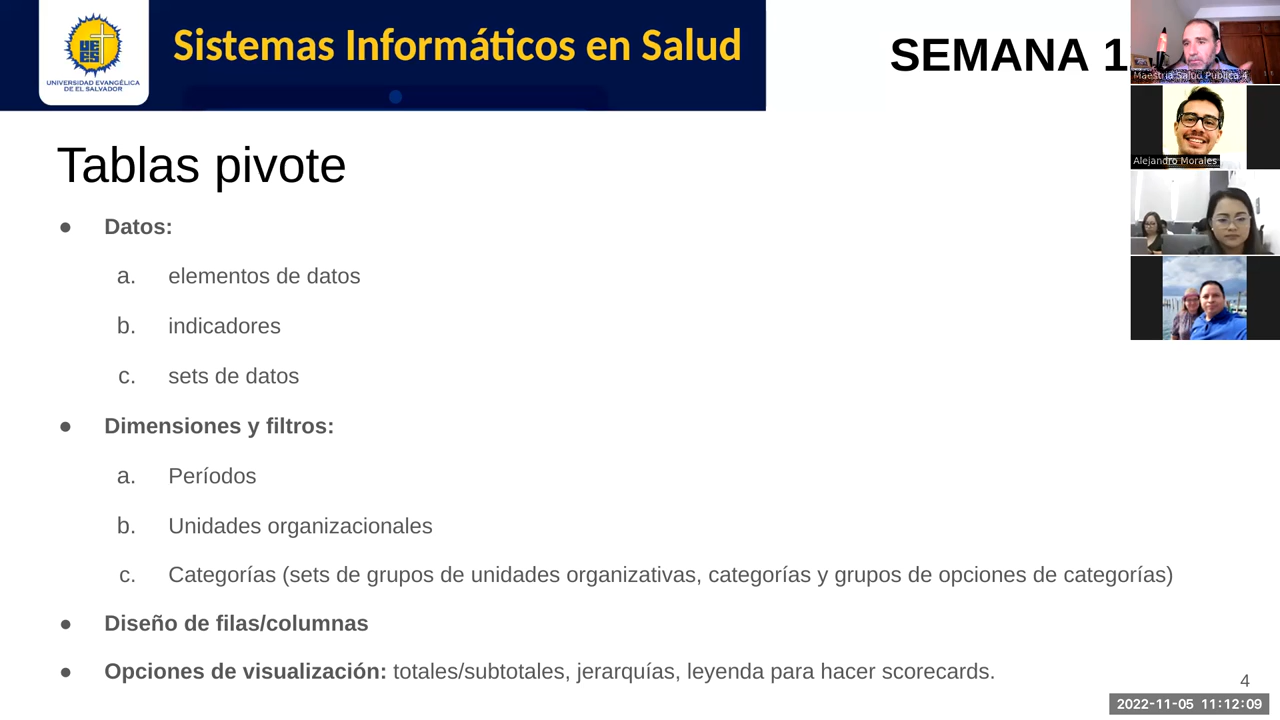 Sistemas Informáticos en Salud
UNIVERSIDAD EVANGÉLICA
DE EL SALVADOR
SEMANA 1
Maestria Salud Publica 4
Alejandro Morales
Tablas pivote
● Datos:
a. elementos de datos
b. indicadores
c. sets de datos
● Dimensiones y filtros:
a. Períodos
b. Unidades organizacionales
c. Categorías (sets de grupos de unidades organizativas, categorías y grupos de opciones de categorías)
● Diseño de filas/columnas
● Opciones de visualización: totales/subtotales, jerarquías, leyenda para hacer scorecards.
4
2022-11-05 11:12:09